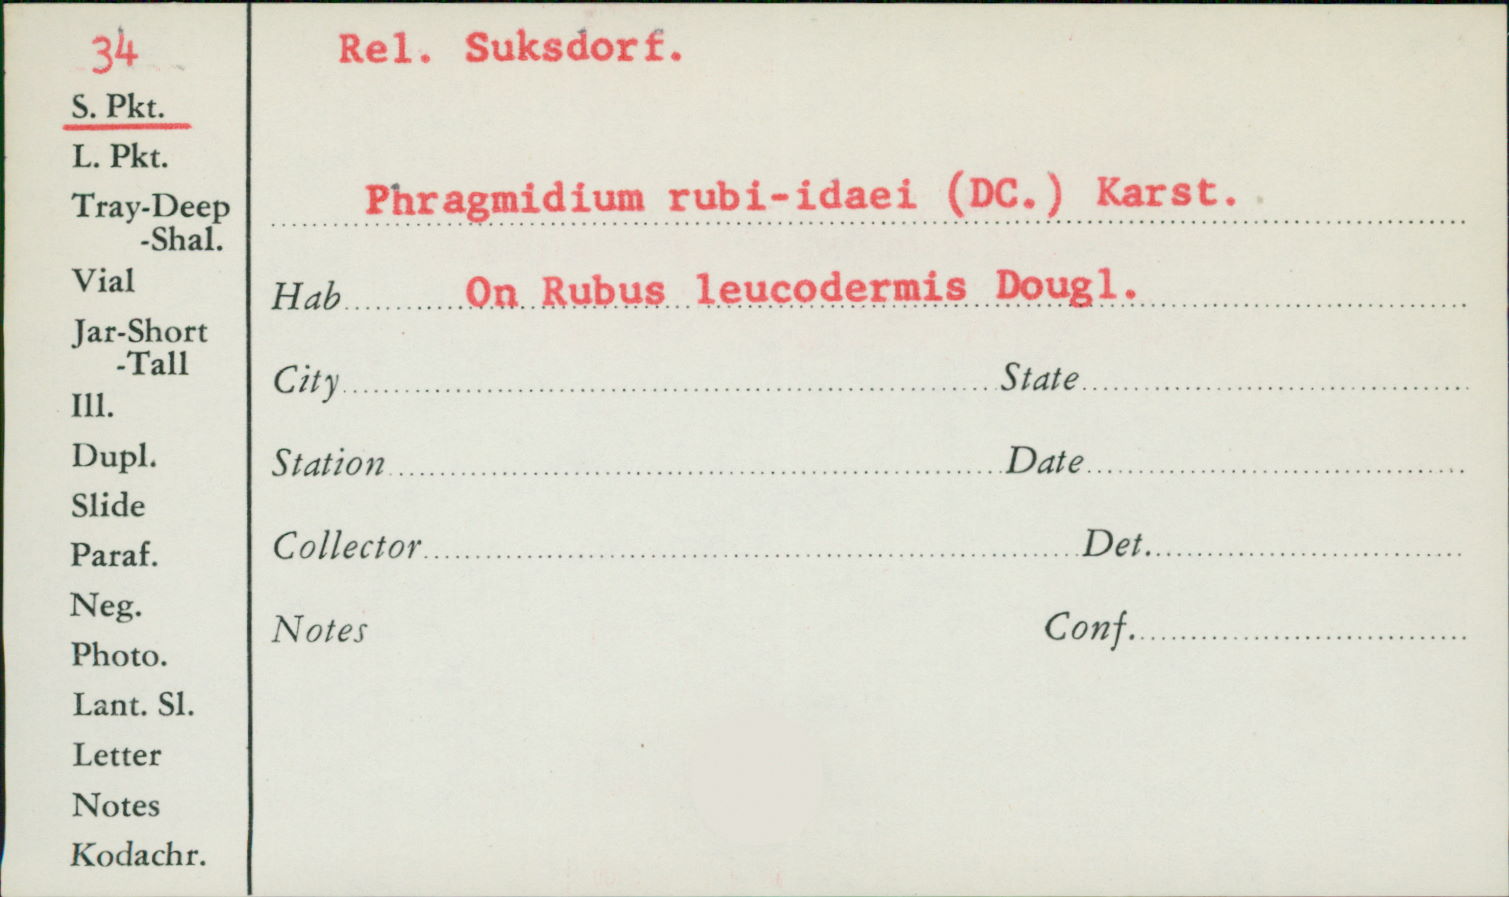 34
S. Pkt.
L. Pkt.
Tray-Deep
-Shal.
Vial
Jar-Short
-Tall
Ill.
Dupl.
Slide
Paraf.
Neg.
Photo.
Lant. Sl.
Letter
Notes
Kodachr.
Rel. Suksdorf.
Phragmidium rubi-idaei (DC.) Karst.
Hab On Rubus leucodermis Dougl.
City State
Station Date
Collector Det.
Notes Conf.